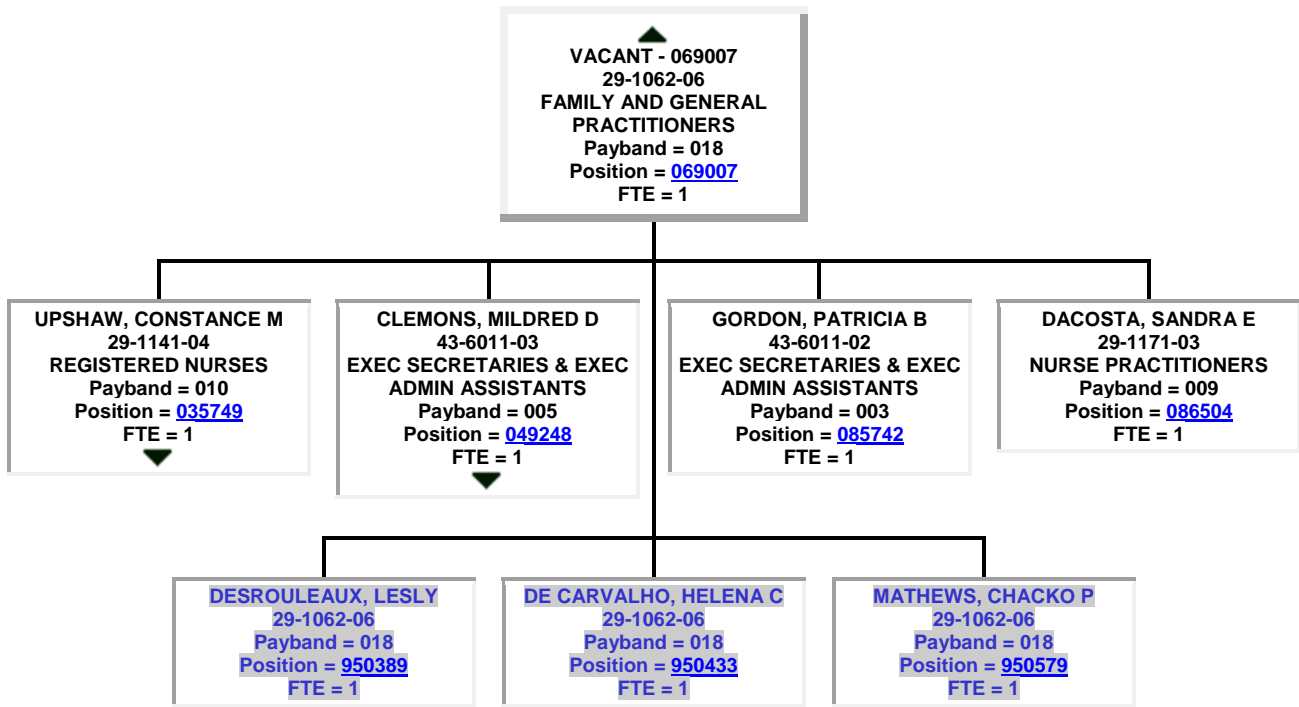 VACANT - 069007
29-1062-06
FAMILY AND GENERAL
PRACTITIONERS
Payband = 018
Position = 069007
FTE = 1
UPSHAW, CONSTANCE M
29-1141-04
REGISTERED NURSES
Payband = 010
Position = 035749
FTE = 1
CLEMONS, MILDRED D
43-6011-03
EXEC SECRETARIES & EXEC
ADMIN ASSISTANTS
Payband = 005
Position = 049248
FTE = 1
GORDON, PATRICIA B
43-6011-02
EXEC SECRETARIES & EXEC
ADMIN ASSISTANTS
Payband = 003
Position = 085742
FTE = 1
DACOSTA, SANDRA E
29-1171-03
NURSE PRACTITIONERS
Payband = 009
Position = 086504
FTE = 1
DESROULEAUX, LESLY
29-1062-06
Payband = 018
Position = 950389
FTE = 1
DE CARVALHO, HELENA C
29-1062-06
Payband = 018
Position = 950433
FTE = 1
MATHEWS, CHACKO P
29-1062-06
Payband = 018
Position = 950579
FTE = 1